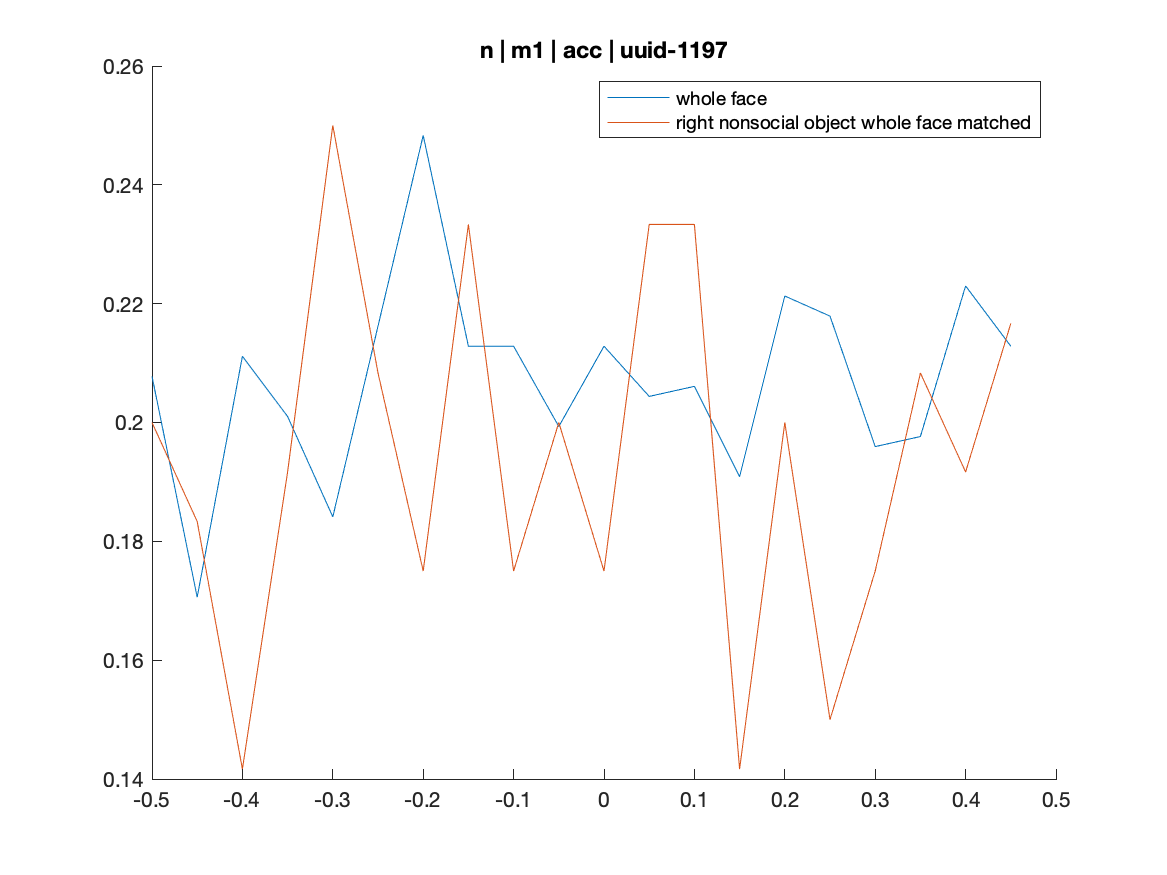 n | m1 | acc | uuid-1197
0.26
whole face
right nonsocial object whole face matched
0.24
0.22
0.2
0.18
0.16
0.14
-0.5 -0.4 -0.3 -0.2 -0.1 0 0.1 0.2 0.3 0.4 0.5